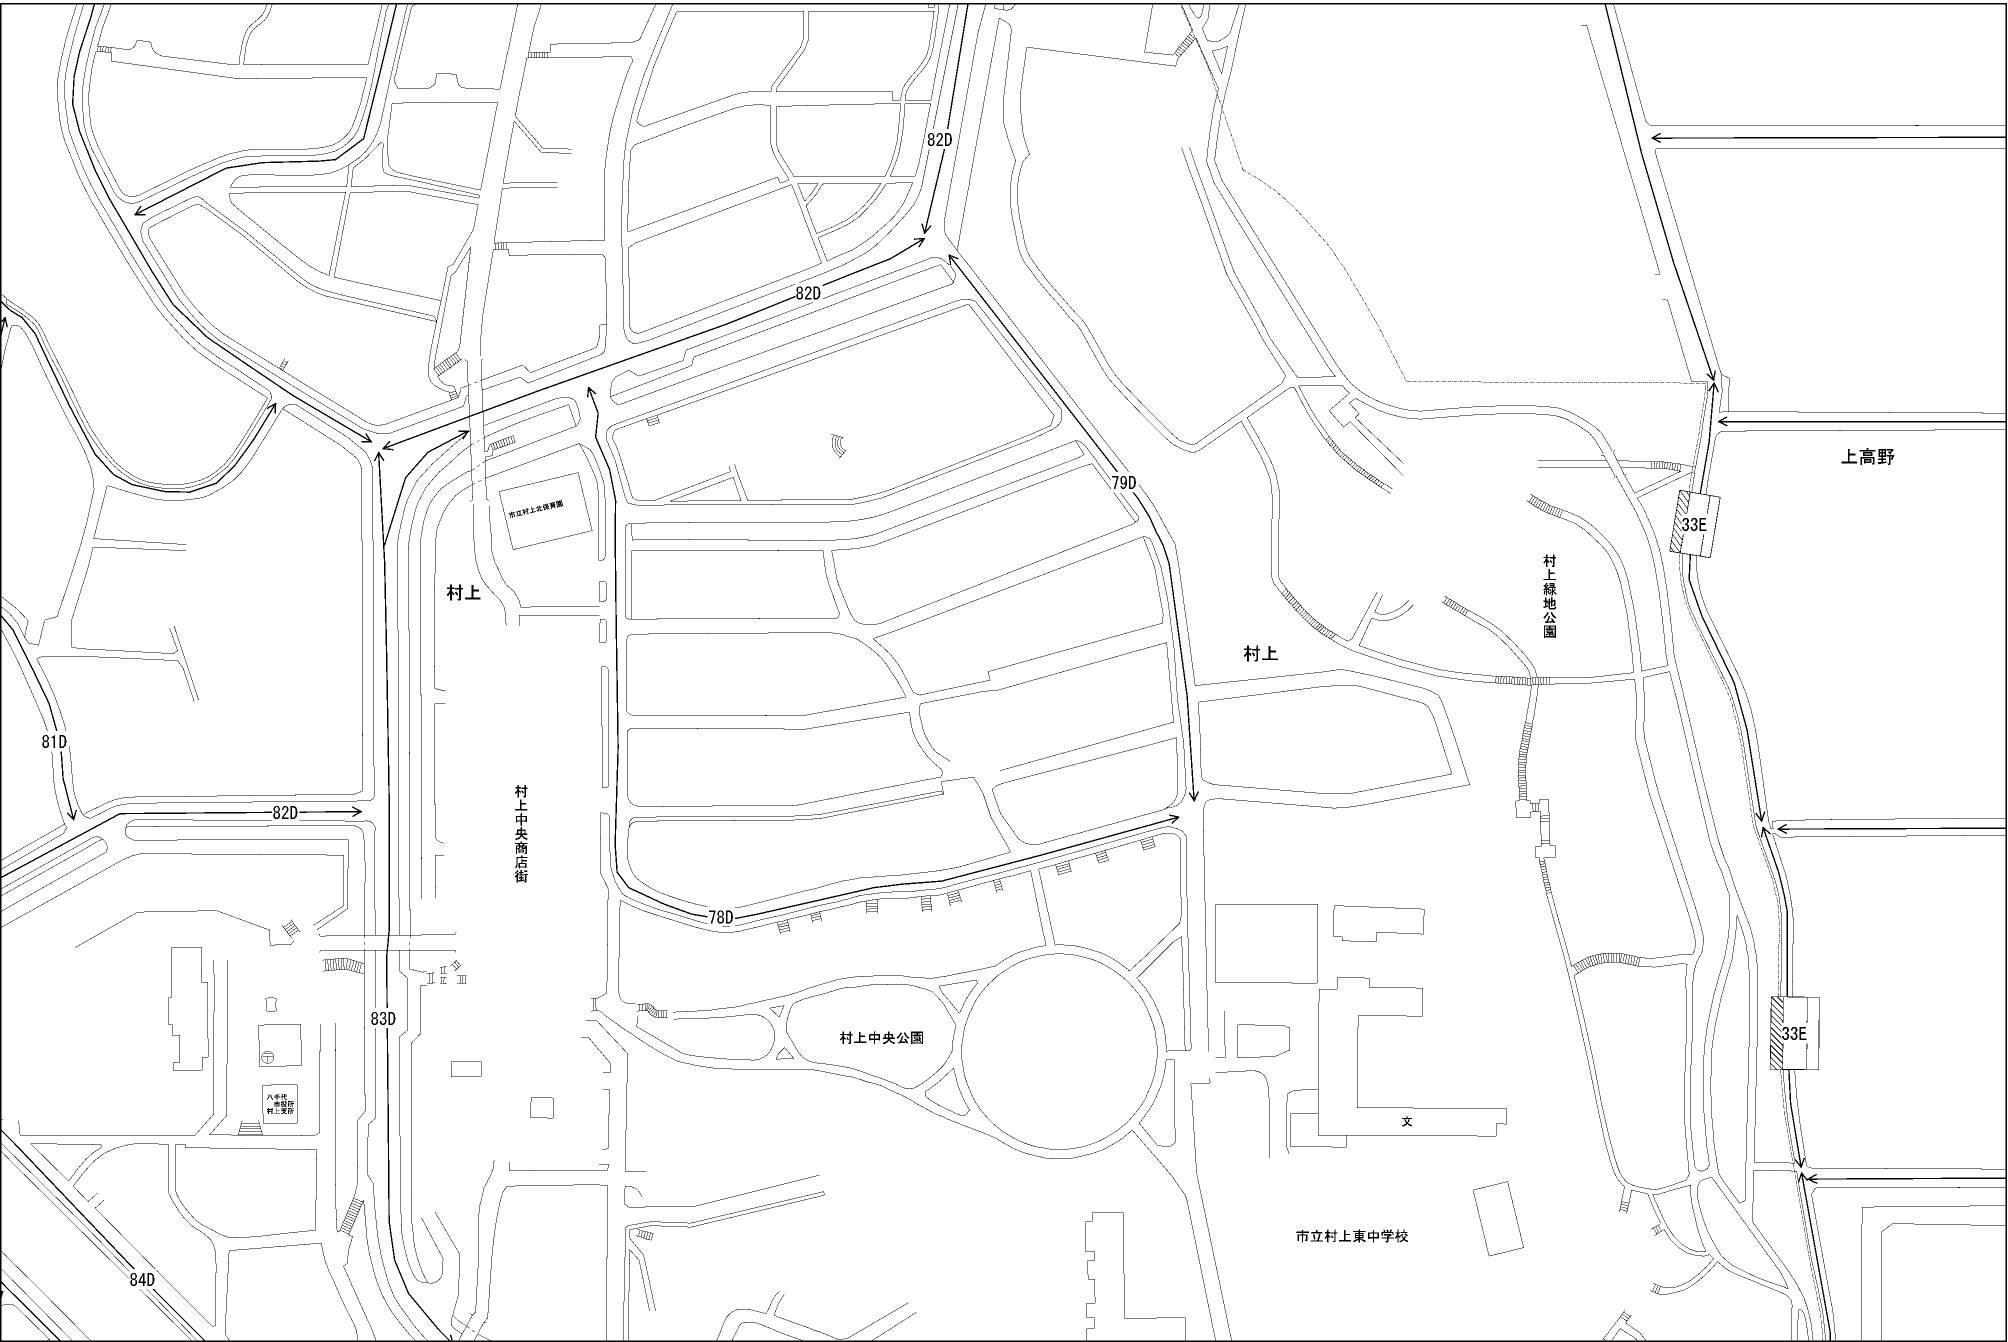 82D
82D
79D
上高野
33E
市立村上北保育園
村上
村上緑地公園
村上
81D
82D
村上中央商店街
78D
83D
村上中央公園
33E
八千代
市役所
村上支所
文
市立村上東中学校
84D